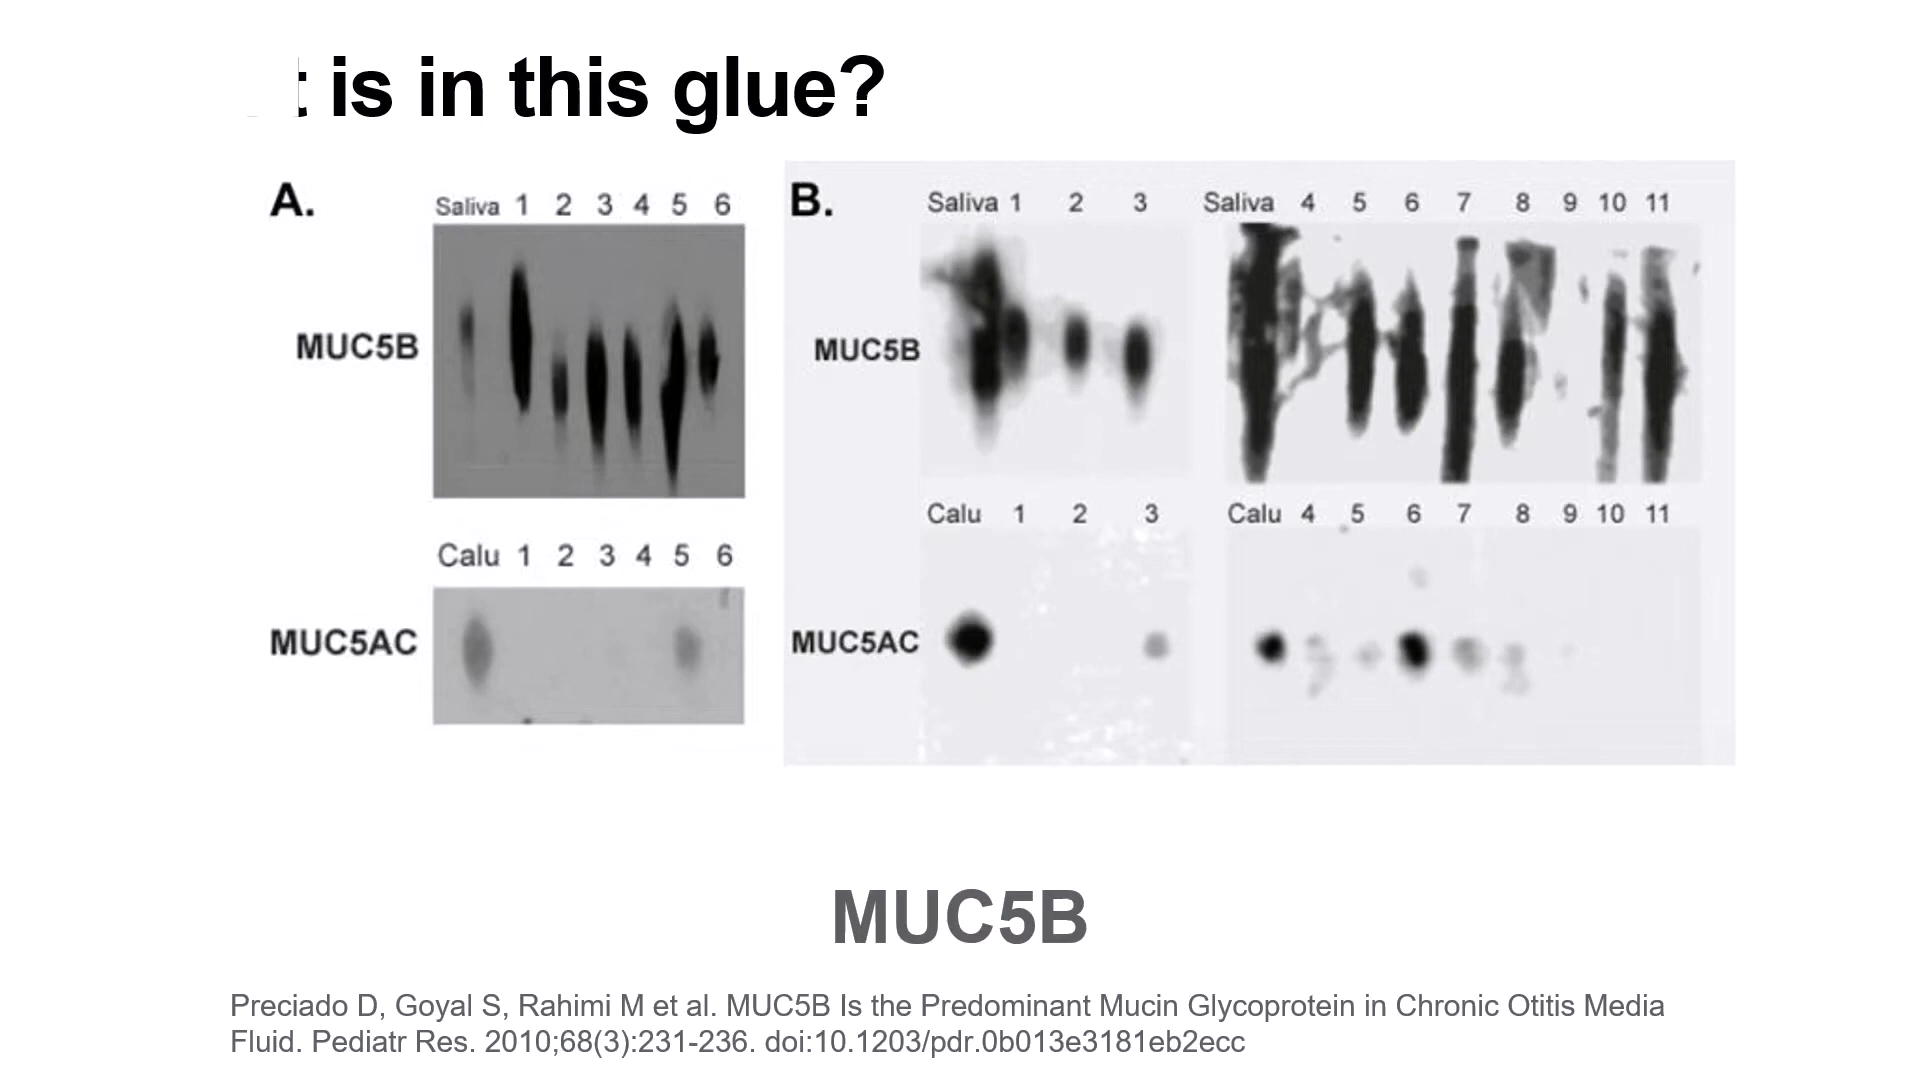 is in this glue?
A.
Saliva 1 2 3 4 5 6
MUC5B
Calu 1 2 3 4 5 6
MUC5AC
B.
Saliva 1 2 3 Saliva 4 5 6 7 8 9 10 11
MUC5B
Calu 1 2 3 Calu 4 5 6 7 8 9 10 11
MUC5AC
MUC5B
Preciado D, Goyal S, Rahimi M et al. MUC5B Is the Predominant Mucin Glycoprotein in Chronic Otitis Media
Fluid. Pediatr Res. 2010;68(3):231-236. doi:10.1203/pdr.0b013e3181eb2ecc